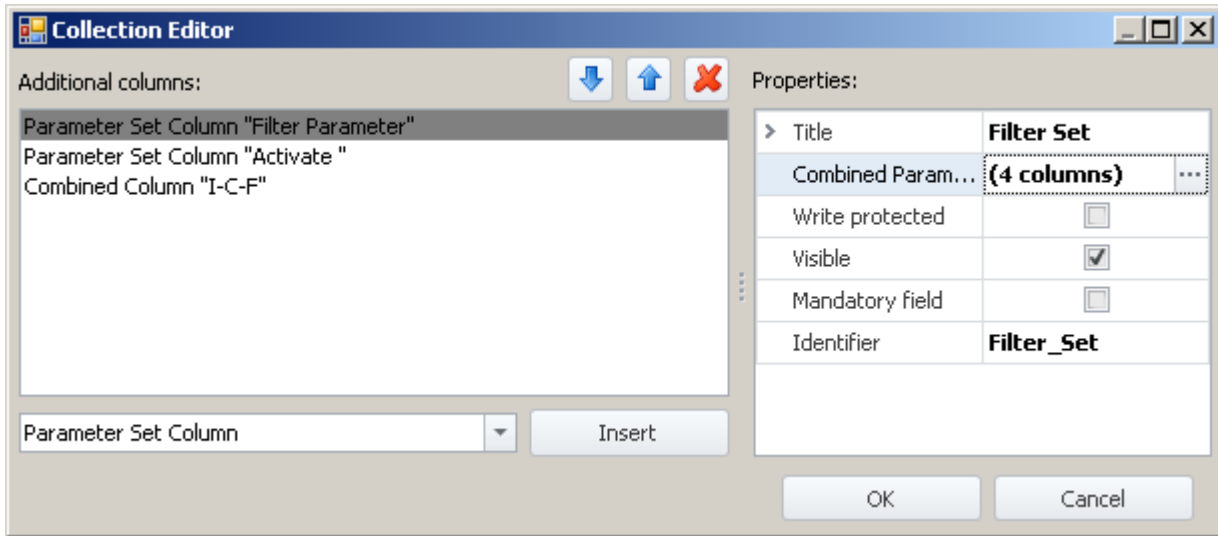 Collection Editor
Additional columns:
Properties:
Parameter Set Column "Filter Parameter"
Parameter Set Column "Activate "
Combined Column "I-C-F"
Title Filter Set
Combined Param... (4 columns) ...
Write protected
Visible
Mandatory field
Identifier Filter_Set
Parameter Set Column
Insert
OK
Cancel